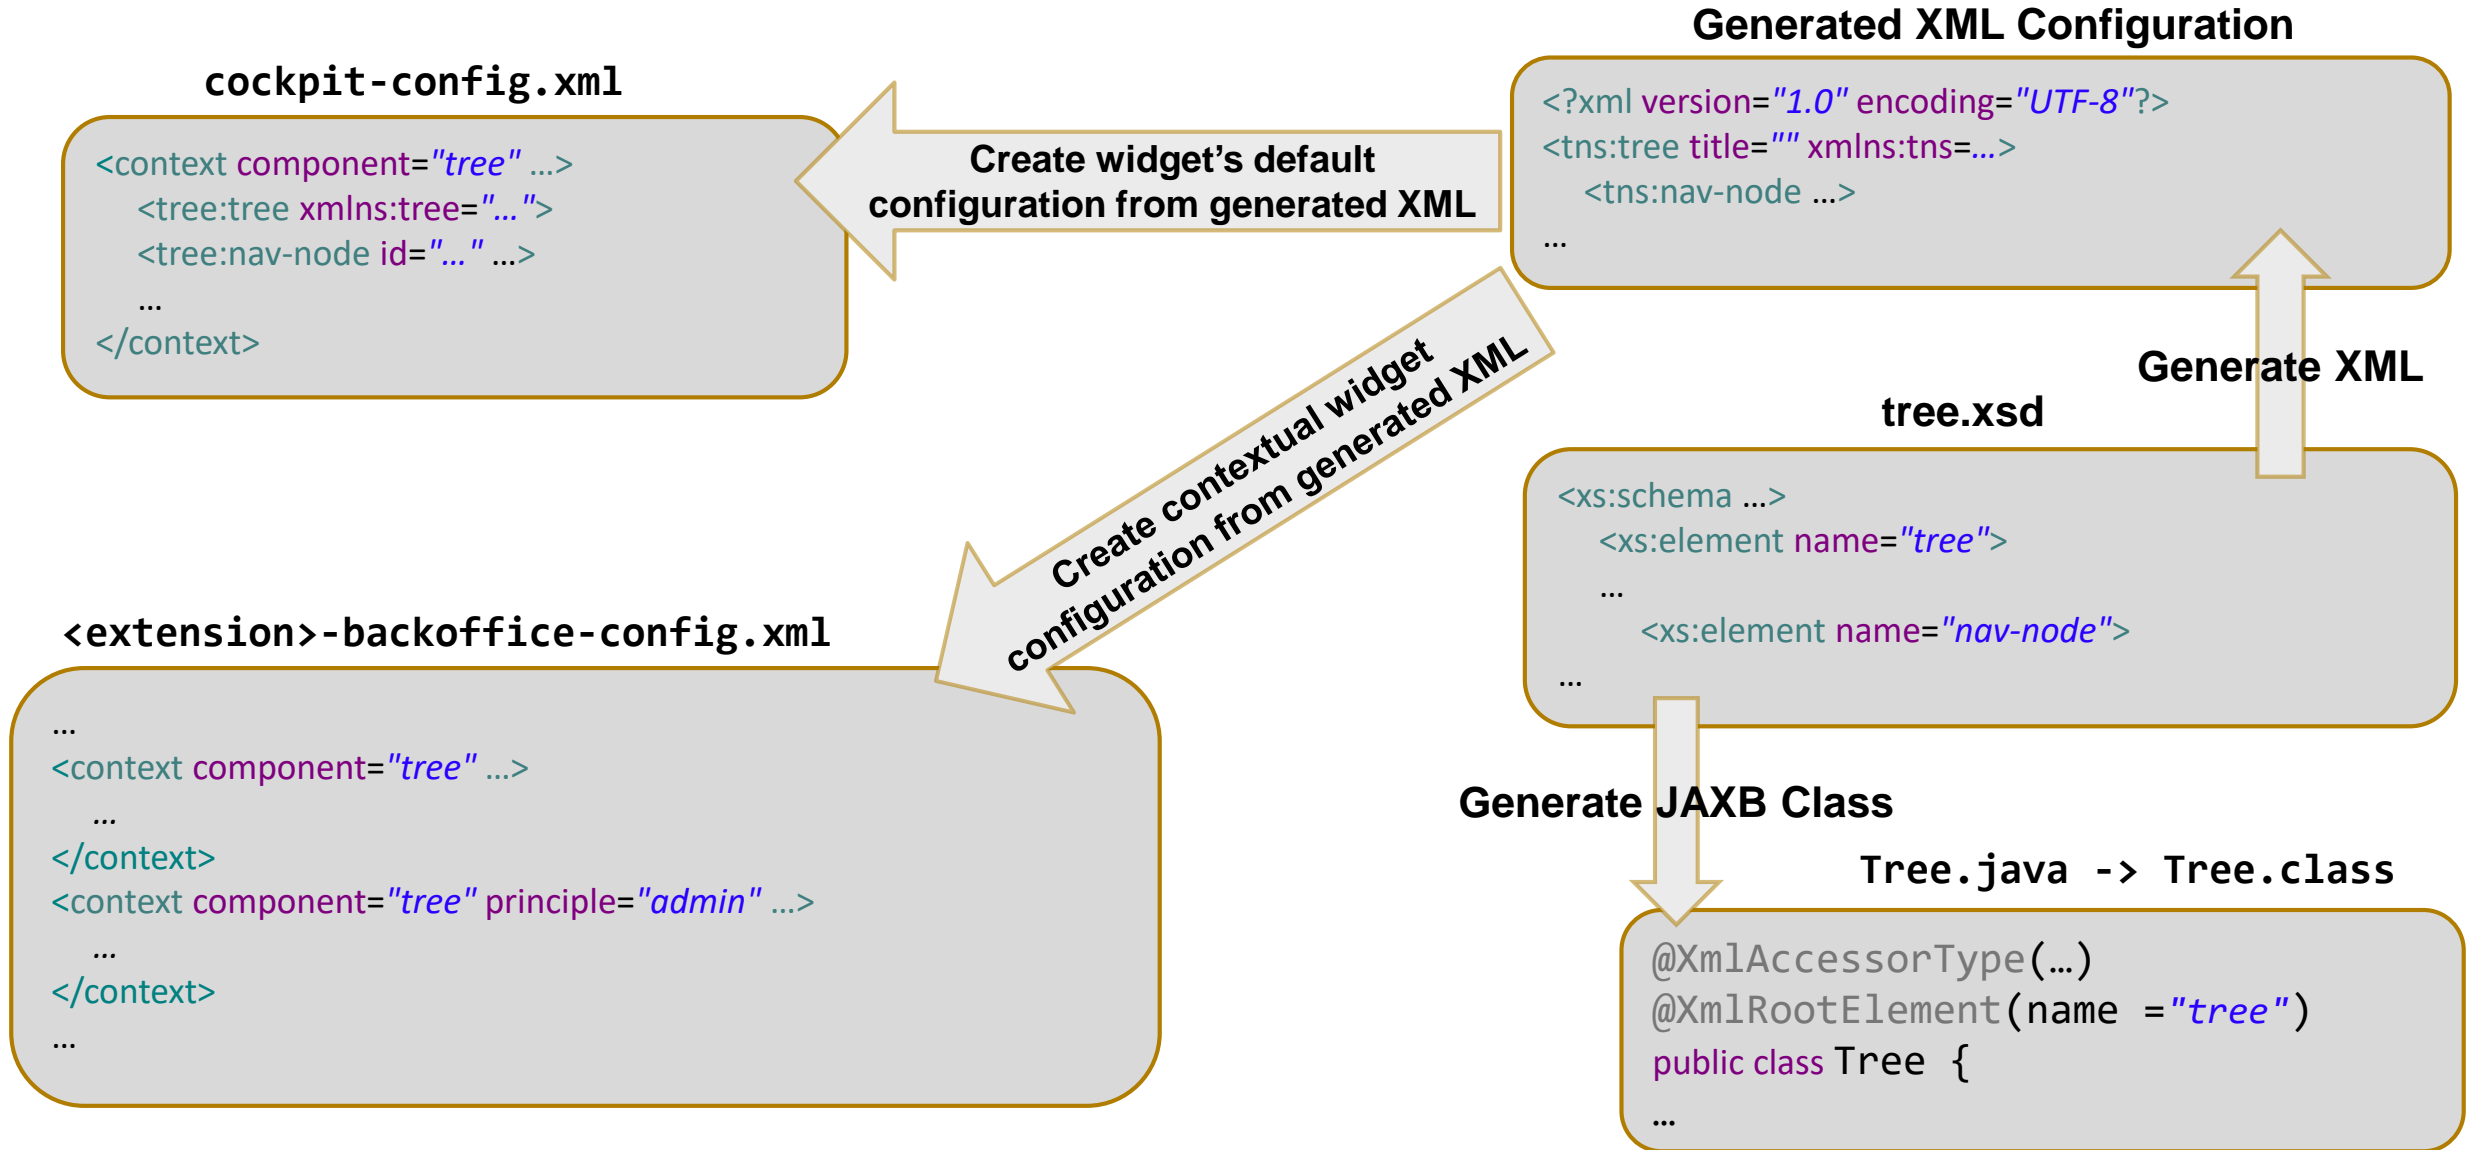 cockpit-config.xml
<context component="tree" …>
<tree:tree xmlns:tree="…">
<tree:nav-node id="…" …>
…
</context>
Create widget’s default
configuration from generated XML
Generated XML Configuration
<?xml version="1.0" encoding="UTF-8"?>
<tns:tree title="" xmlns:tns=…>
<tns:nav-node …>
…
Create contextual widget
configuration from generated XML
Generate XML
tree.xsd
<xs:schema …>
<xs:element name="tree">
…
<xs:element name="nav-node">
…
<extension>-backoffice-config.xml
…
<context component="tree" …>
…
</context>
<context component="tree" principle="admin" …>
…
</context>
…
Generate JAXB Class
Tree.java -> Tree.class
@XmlAccessorType(…)
@XmlRootElement(name ="tree")
public class Tree {
…